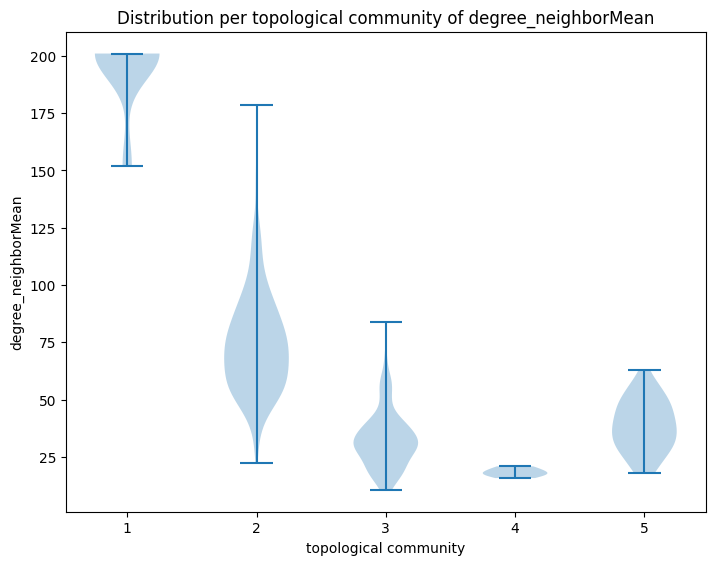 Distribution per topological community of degree_neighborMean
degree_neighborMean
200
175
150
125
100
75
50
25
1 2 3 4 5
topological community